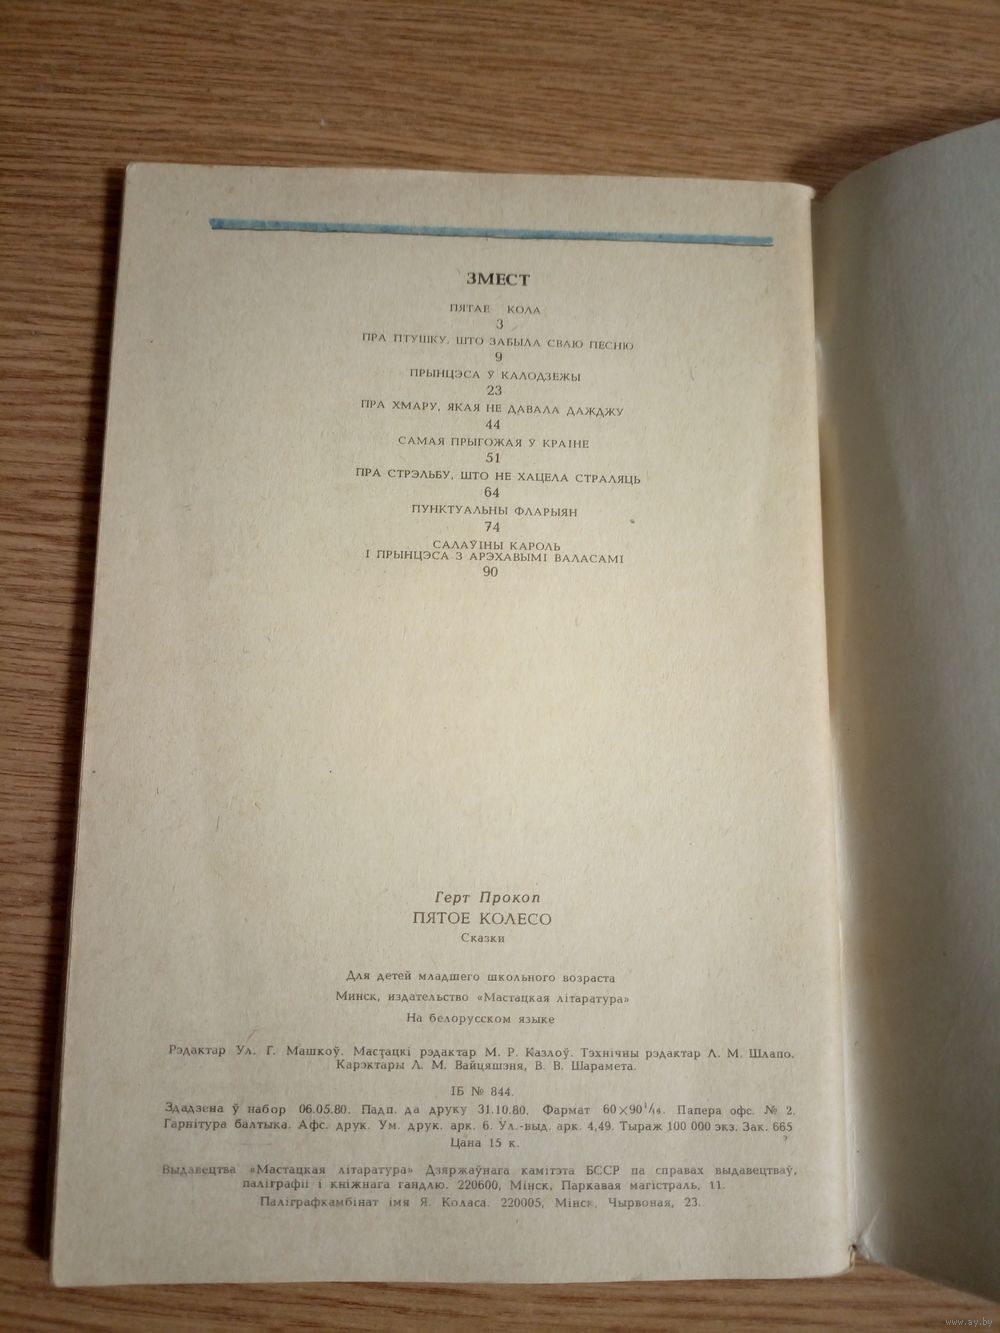 ЗМЕСТ
ПЯТАЕ КОЛА
3
ПРА ПТУШКУ, ШТО ЗАБЫЛА СВАЮ ПЕСНЮ
9
ПРЫНЦЭСА Ў КАЛОДЗЕЖЫ
23
ПРА ХМАРУ, ЯКАЯ НЕ ДАВАЛА ДАЖДЖУ
44
САМАЯ ПРЫГОЖАЯ Ў КРАІНЕ
51
ПРА СТРЭЛЬБУ, ШТО НЕ ХАЦЕЛА СТРАЛЯЦЬ
64
ПУНКТУАЛЬНЫ ФЛАРЫЯН
74
САЛАЎІНЫ КАРОЛЬ
І ПРЫНЦЭСА З АРЭХАВЫМІ ВАЛАСАМІ
90
Герт Прокоп
ПЯТОЕ КОЛЕСО
Сказки
Для детей младшего школьного возраста
Минск, издательство «Мастацкая літаратура»
На белорусском языке
Рэдактар Ул. Г. Машкоў. Мастацкі рэдактар М. Р. Казлоў. Тэхнічны рэдактар Л. М. Шлапо.
Карэктары Л. М. Вайцяшэня, В. В. Шарамета.
ІБ № 844.
Здадзена ў набор 06.05.80. Падп. да друку 31.10.80. Фармат 60×90¹/₁₆. Папера офс. № 2.
Гарнітура балтыка. Афс. друк. Ум. друк. арк. 6. Ул.-выд. арк. 4,49. Тыраж 100 000 экз. Зак. 665
Цана 15 к.
Выдавецтва «Мастацкая літаратура» Дзяржаўнага камітэта БССР па справах выдавецтваў,
паліграфіі і кніжнага гандлю. 220600, Мінск, Паркавая магістраль, 11.
Паліграфкамбінат імя Я. Коласа. 220005, Мінск, Чырвоная, 23.
www.ay.by